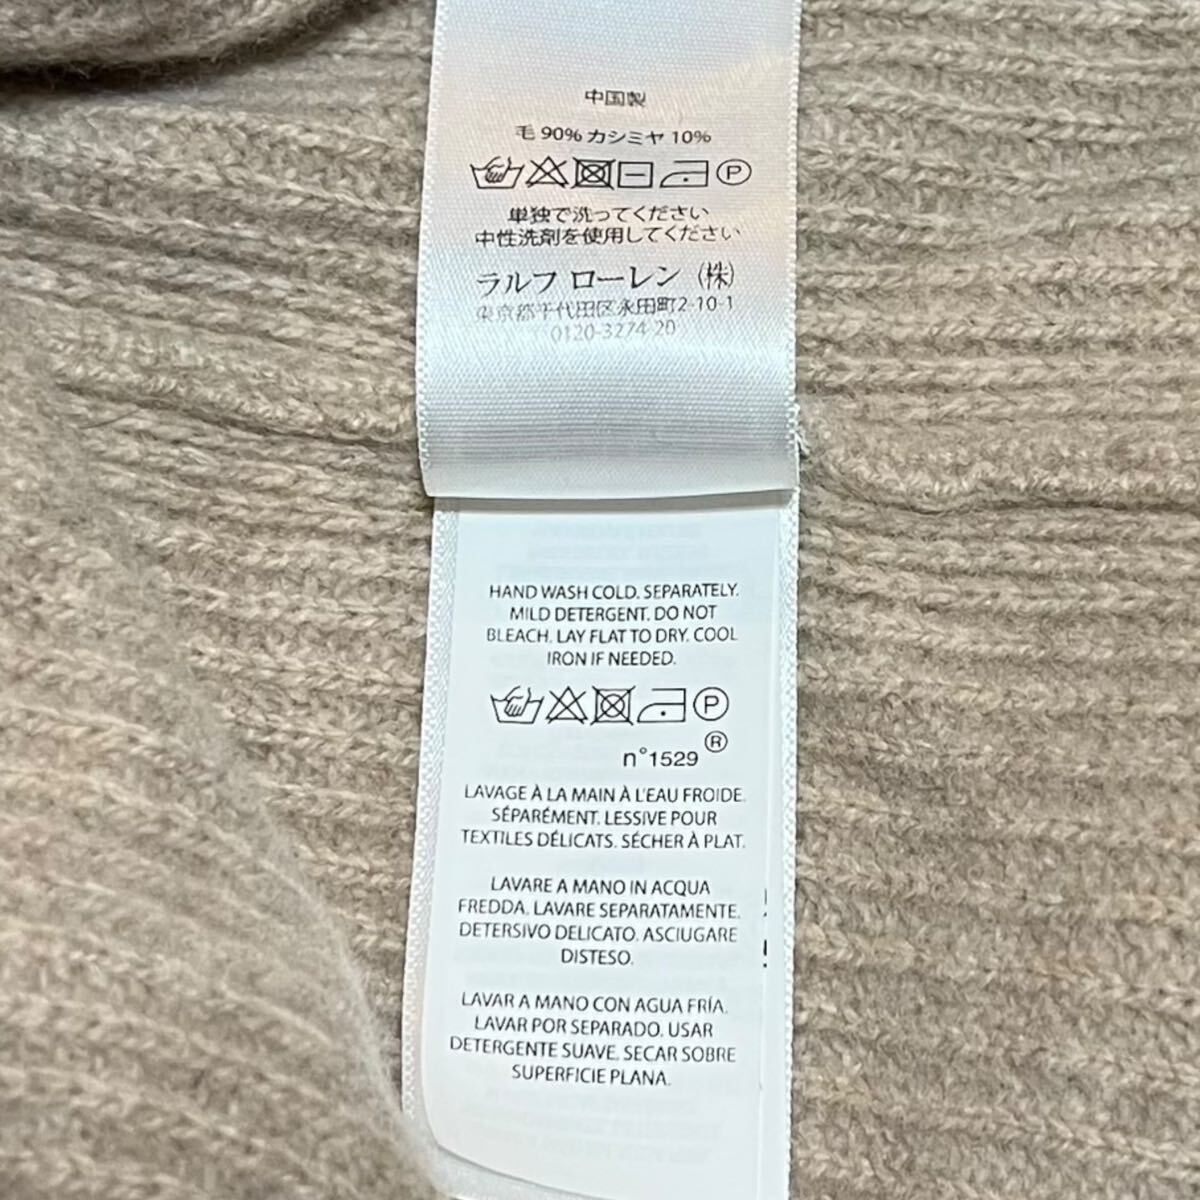 中国製
毛 90% カシミヤ 10%
P
単独で洗ってください
中性洗剤を使用してください
ラルフ ローレン (株)
東京都千代田区永田町2-10-1
0120-3274-20
HAND WASH COLD. SEPARATELY.
MILD DETERGENT. DO NOT
BLEACH. LAY FLAT TO DRY. COOL
IRON IF NEEDED.
P
n°1529 ®
LAVAGE À LA MAIN À L'EAU FROIDE.
SÉPARÉMENT. LESSIVE POUR
TEXTILES DÉLICATS. SÉCHER À PLAT.
LAVARE A MANO IN ACQUA
FREDDA. LAVARE SEPARATAMENTE.
DETERSIVO DELICATO. ASCIUGARE
DISTESO.
LAVAR A MANO CON AGUA FRÍA.
LAVAR POR SEPARADO. USAR
DETERGENTE SUAVE. SECAR SOBRE
SUPERFICIE PLANA.